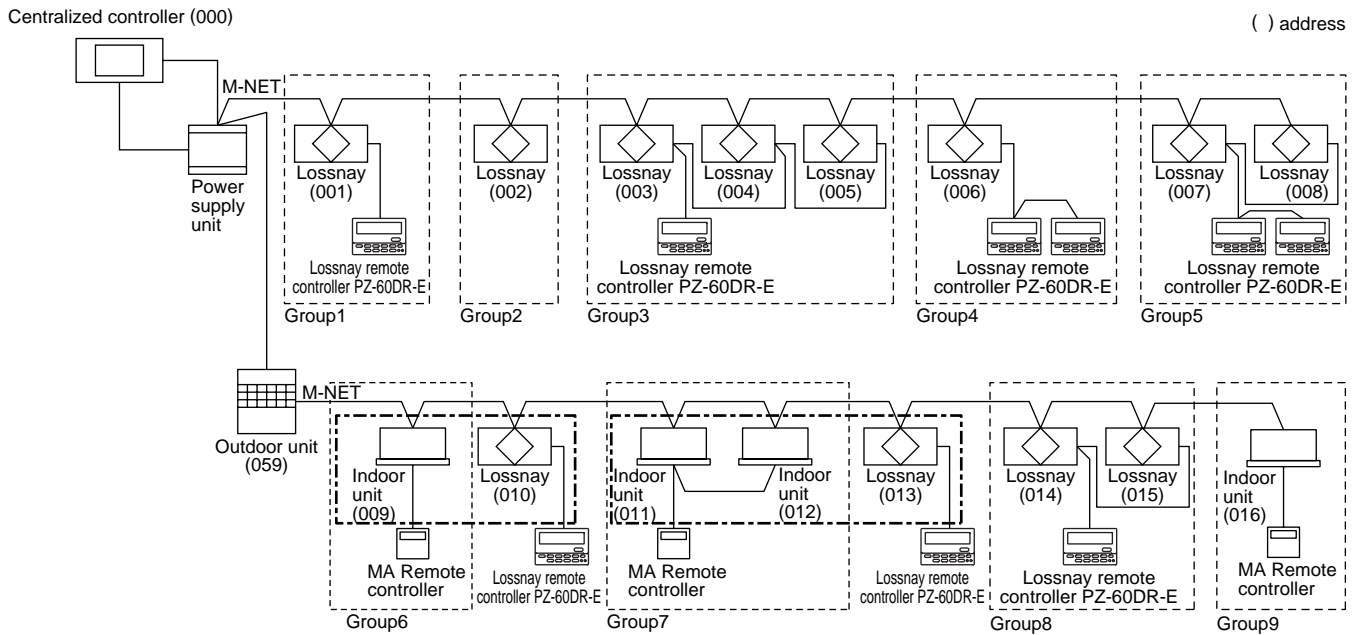 Centralized controller (000)
( ) address
M-NET
Power
supply
unit
Lossnay
(001)
Lossnay remote
controller PZ-60DR-E
Group1
Lossnay
(002)
Group2
Lossnay
(003)
Lossnay
(004)
Lossnay
(005)
Lossnay remote
controller PZ-60DR-E
Group3
Lossnay
(006)
Lossnay remote
controller PZ-60DR-E
Group4
Lossnay
(007)
Lossnay
(008)
Lossnay remote
controller PZ-60DR-E
Group5
M-NET
Outdoor unit
(059)
Indoor
unit
(009)
MA Remote
controller
Group6
Lossnay
(010)
Lossnay remote
controller PZ-60DR-E
Indoor
unit
(011)
Indoor
unit
(012)
MA Remote
controller
Group7
Lossnay
(013)
Lossnay remote
controller PZ-60DR-E
Lossnay
(014)
Lossnay
(015)
Lossnay remote
controller PZ-60DR-E
Group8
Indoor
unit
(016)
MA Remote
controller
Group9